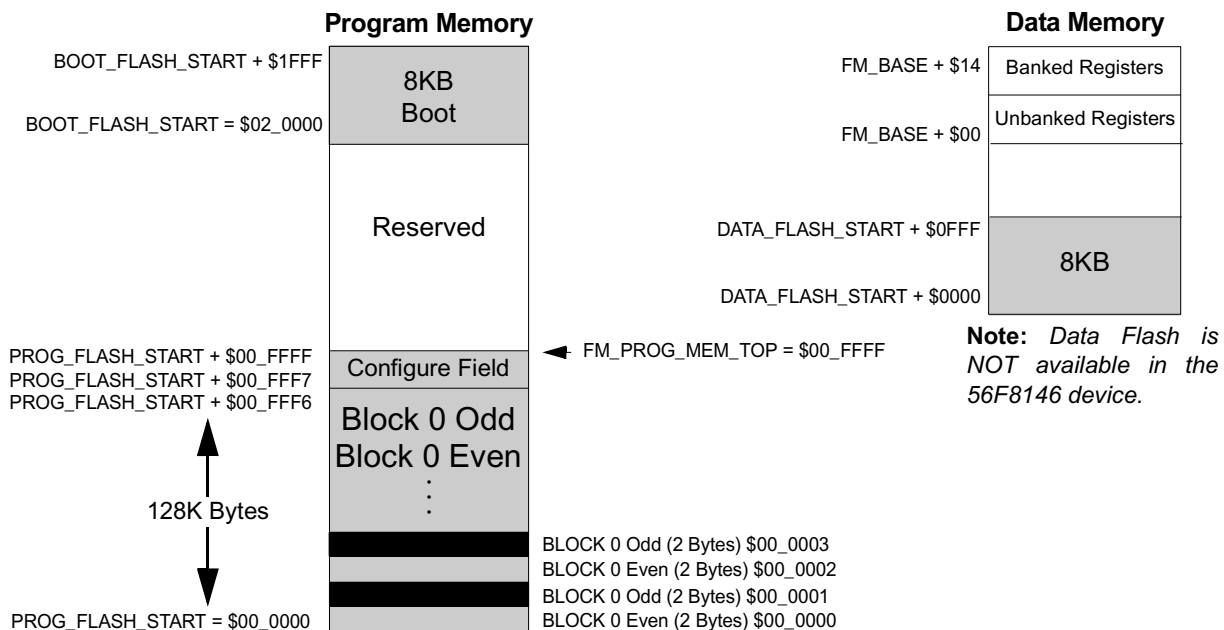 Program Memory
BOOT_FLASH_START + $1FFF
8KB
Boot
BOOT_FLASH_START = $02_0000
Reserved
PROG_FLASH_START + $00_FFFF
Configure Field
FM_PROG_MEM_TOP = $00_FFFF
PROG_FLASH_START + $00_FFF7
PROG_FLASH_START + $00_FFF6
Block 0 Odd
Block 0 Even
128K Bytes
BLOCK 0 Odd (2 Bytes) $00_0003
BLOCK 0 Even (2 Bytes) $00_0002
BLOCK 0 Odd (2 Bytes) $00_0001
PROG_FLASH_START = $00_0000
BLOCK 0 Even (2 Bytes) $00_0000
Data Memory
FM_BASE + $14
Banked Registers
Unbanked Registers
FM_BASE + $00
DATA_FLASH_START + $0FFF
8KB
DATA_FLASH_START + $0000
Note: Data Flash is
NOT available in the
56F8146 device.